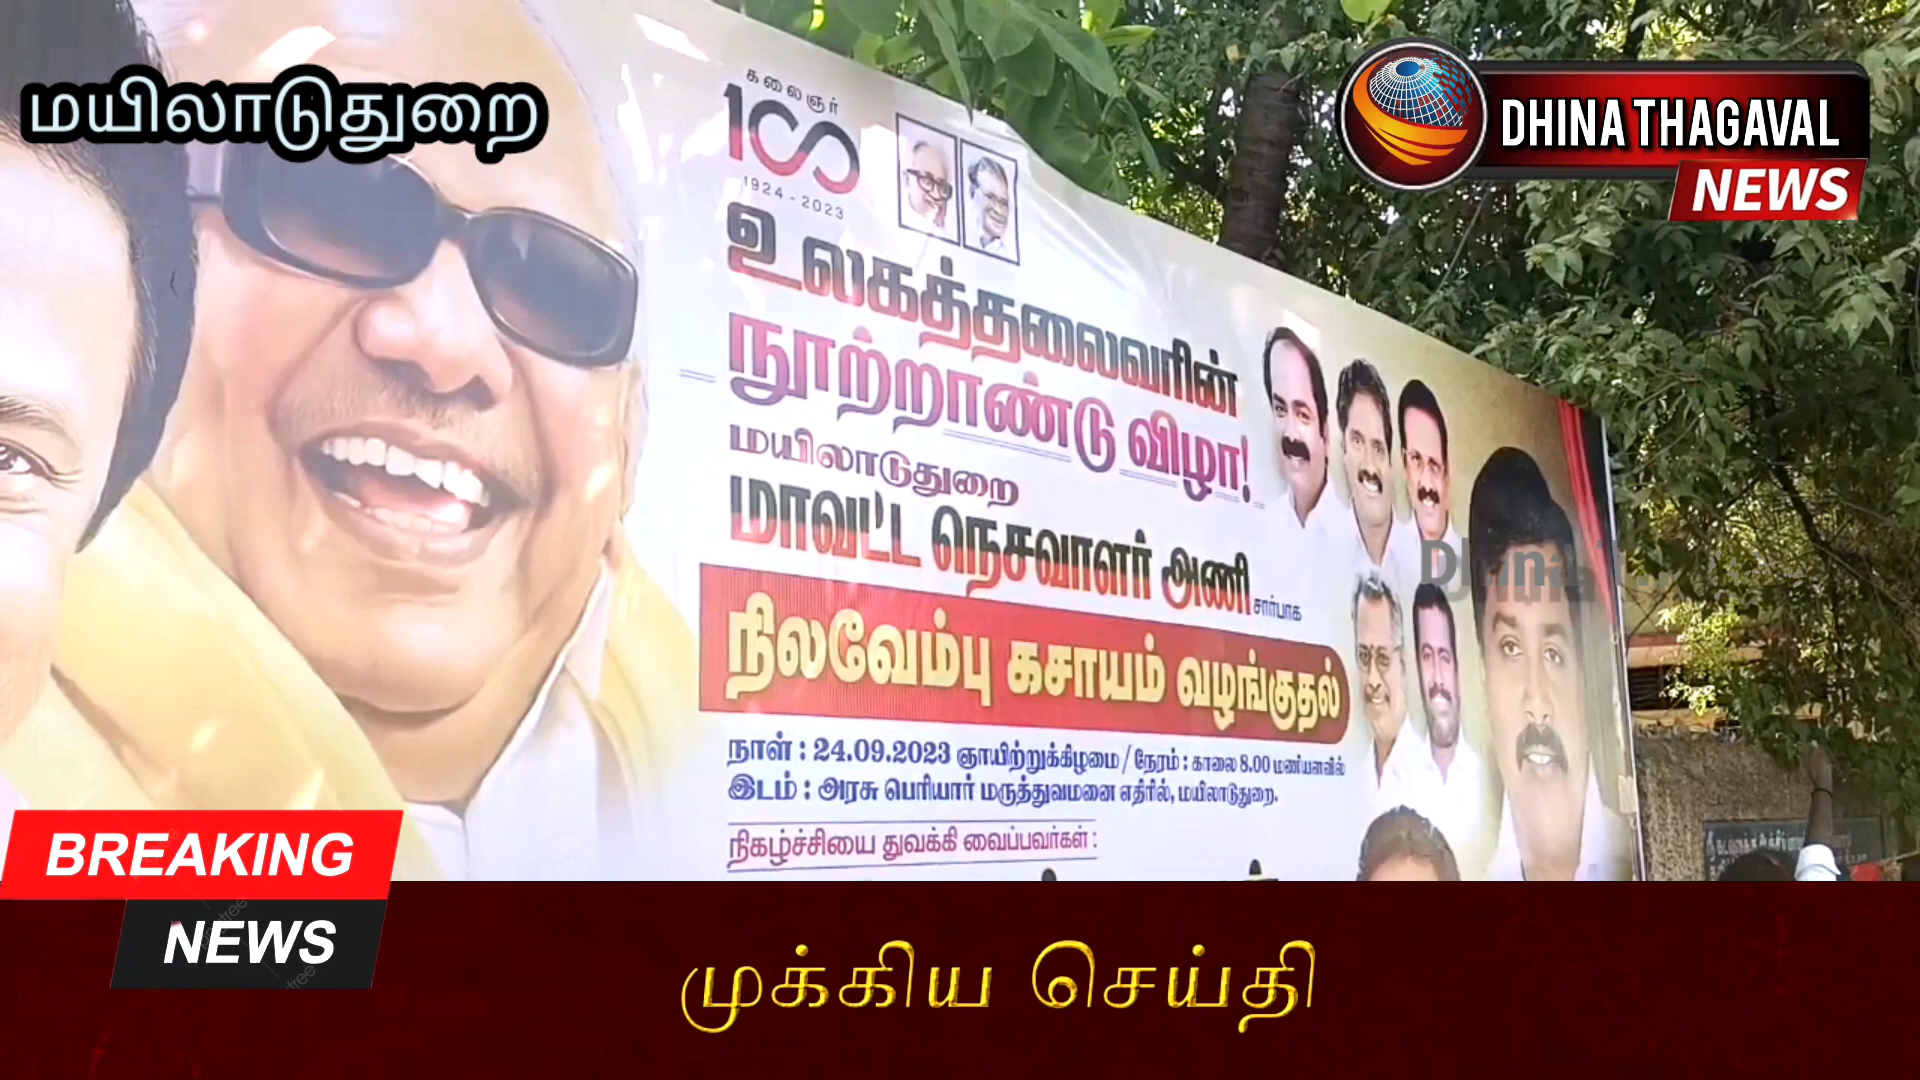 மயிலாடுதுறை
DHINA THAGAVAL
NEWS
கலைஞர்
100
1924 - 2023
உலகத்தலைவரின்
நூற்றாண்டு விழா!
மயிலாடுதுறை
மாவட்ட நெசவாளர் அணி சார்பாக
நிலவேம்பு கசாயம் வழங்குதல்
நாள் : 24.09.2023 ஞாயிற்றுக்கிழமை / நேரம் : காலை 8.00 மணியளவில்
இடம் : அரசு பெரியார் மருத்துவமனை எதிரில், மயிலாடுதுறை.
நிகழ்ச்சியை துவக்கி வைப்பவர்கள் :
Dhina
BREAKING
NEWS
முக்கிய செய்தி